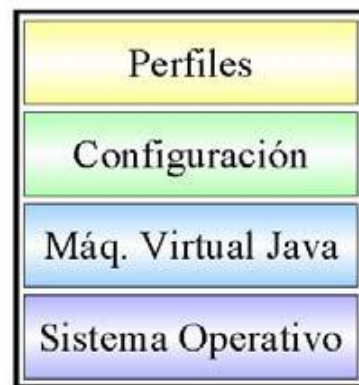 Perfiles
Configuración
Máq. Virtual Java
Sistema Operativo